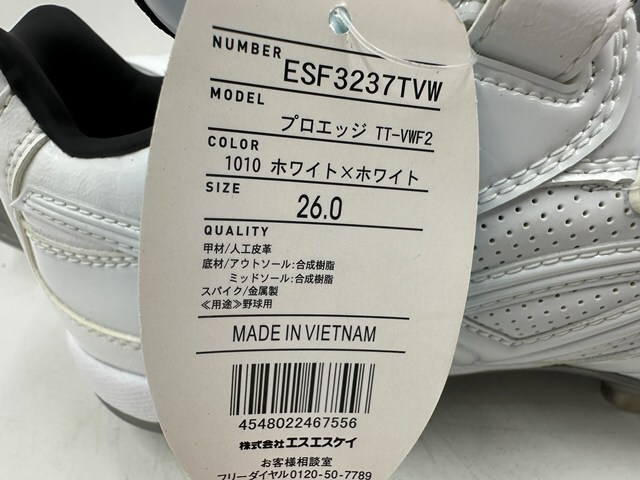 NUMBER ESF3237TVW
MODEL
プロエッジ TT-VWF2
COLOR
1010 ホワイト×ホワイト
SIZE
26.0
QUALITY
甲材/人工皮革
底材/アウトソール:合成樹脂
ミッドソール:合成樹脂
スパイク/金属製
≪用途≫野球用
MADE IN VIETNAM
4548022467556
株式会社エスエスケイ
お客様相談室
フリーダイヤル0120-50-7789